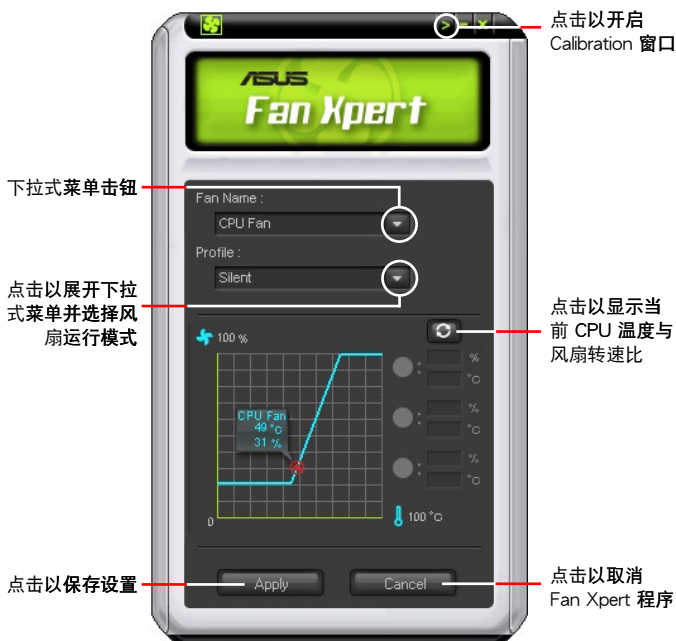 点击以开启
Calibration 窗口
> - x
ASUS
Fan Xpert
下拉式菜单击钮
Fan Name :
CPU Fan
Profile :
Silent
点击以展开下拉
式菜单并选择风
扇运行模式
点击以显示当
前 CPU 温度与
风扇转速比
100 %
CPU Fan
49 °C
31 %
: %
°C
: %
°C
: %
°C
0
100 °C
点击以保存设置
Apply
Cancel
点击以取消
Fan Xpert 程序